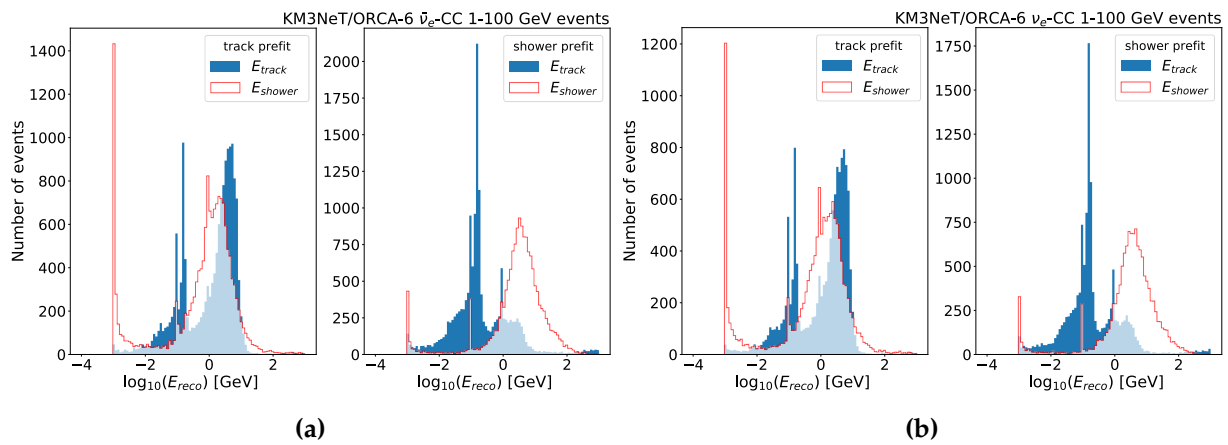 KM3NeT/ORCA-6 ν̄e-CC 1-100 GeV events
track prefit
Etrack
Eshower
shower prefit
Etrack
Eshower
Number of events
0
200
400
600
800
1000
1200
1400
0
250
500
750
1000
1250
1500
1750
2000
−4 −2 0 2
−4 −2 0 2
log10(Ereco) [GeV]
log10(Ereco) [GeV]
(a)
KM3NeT/ORCA-6 νe-CC 1-100 GeV events
track prefit
Etrack
Eshower
shower prefit
Etrack
Eshower
Number of events
0
200
400
600
800
1000
1200
0
250
500
750
1000
1250
1500
1750
−4 −2 0 2
−4 −2 0 2
log10(Ereco) [GeV]
log10(Ereco) [GeV]
(b)